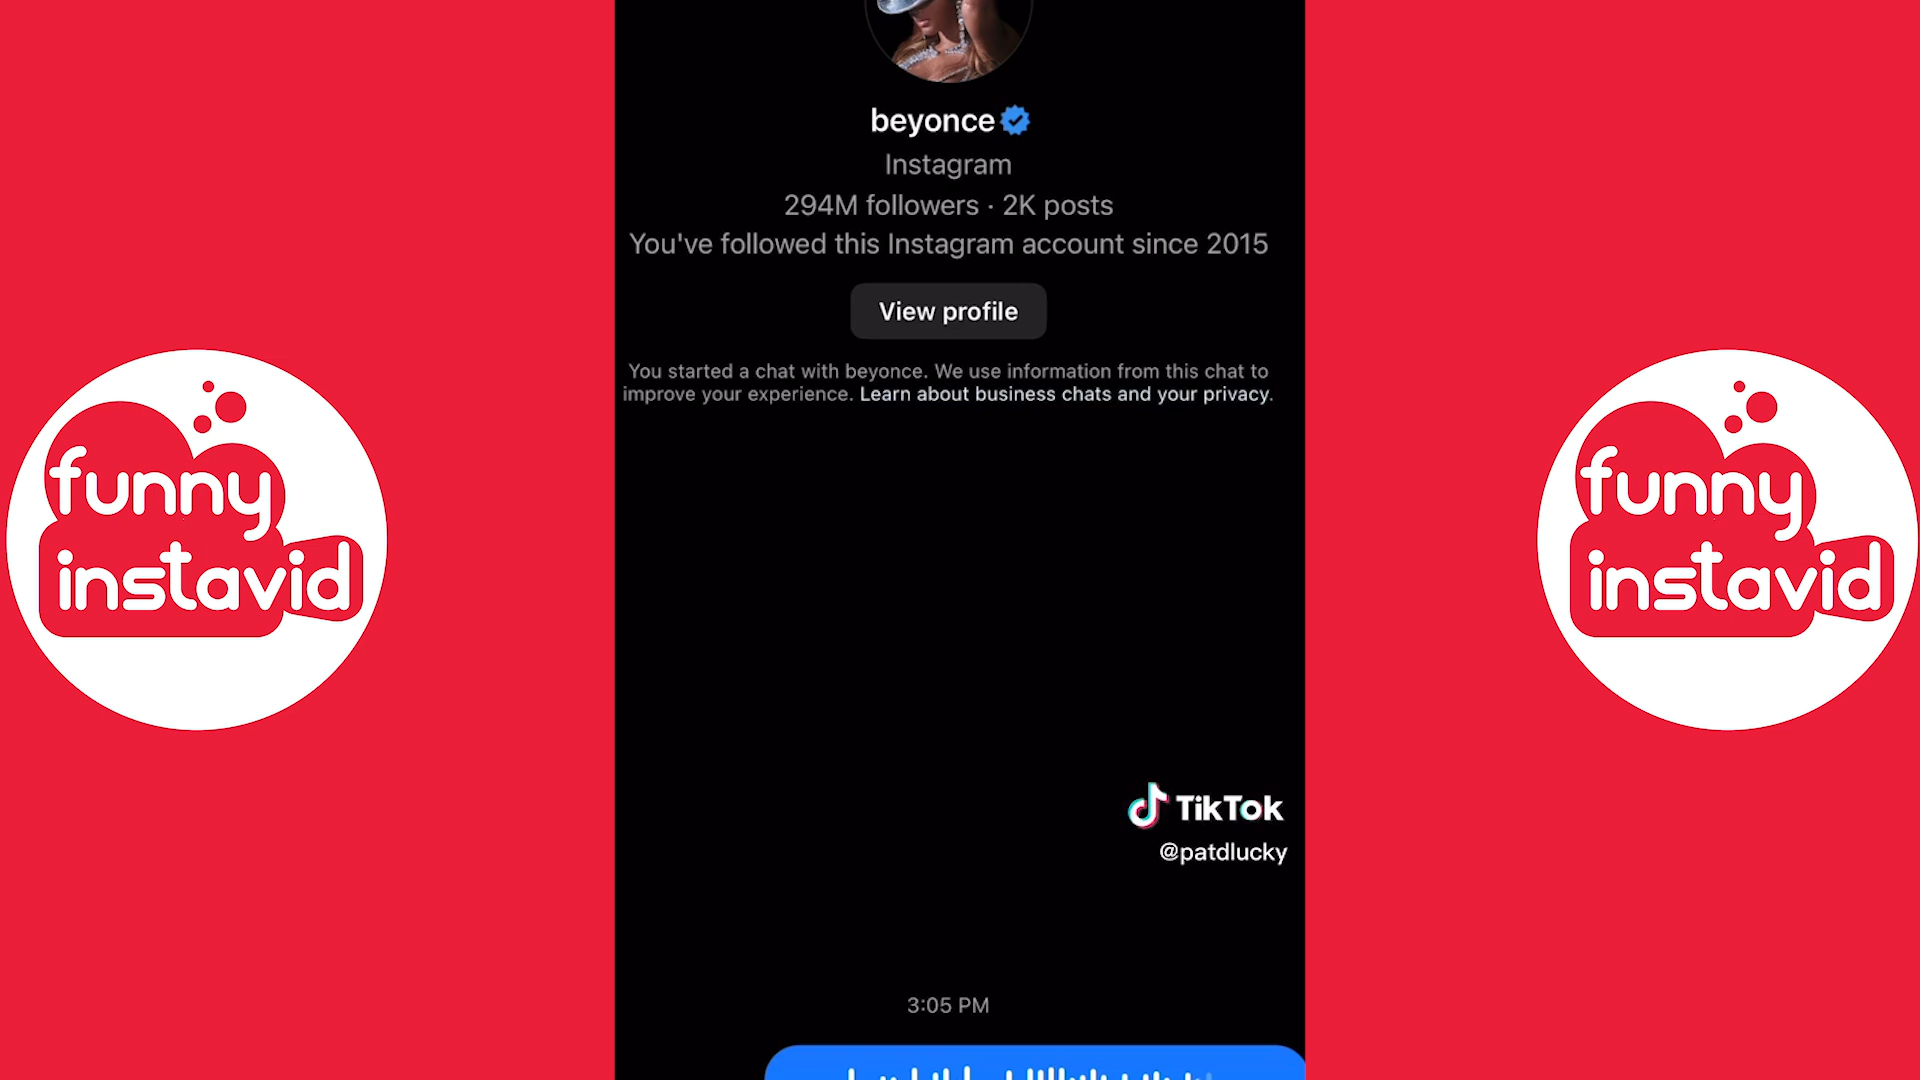 beyonce
Instagram
294M followers · 2K posts
You've followed this Instagram account since 2015
View profile
You started a chat with beyonce. We use information from this chat to
improve your experience. Learn about business chats and your privacy.
funny
instavid
funny
instavid
TikTok
@patdlucky
3:05 PM